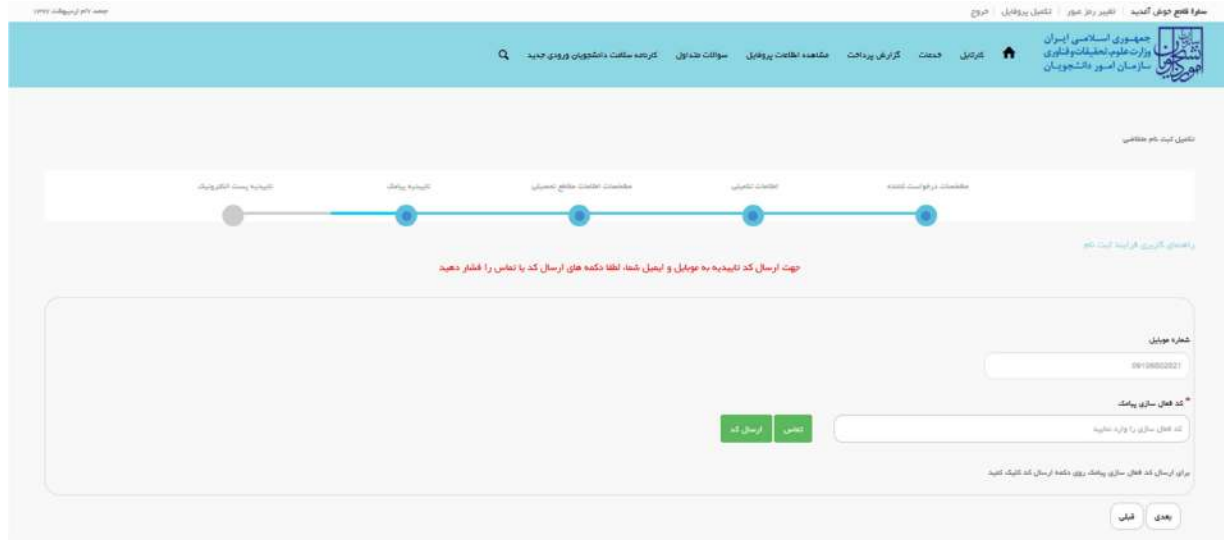 سارا فاتح خوش آمدید | تغییر رمز عبور | تکمیل پروفایل | خروج
جمهوری اسلامی ایران
وزارت علوم، تحقیقات و فناوری
سازمان امور دانشجویان
کارتابل خدمات گزارش پرداخت مشاهده اطلاعات پروفایل سوالات متداول کارنامه سلامت دانشجویان ورودی جدید
تکمیل ثبت نام متقاضی
مشخصات درخواست کننده اطلاعات تکمیلی مشخصات اطلاعات مقاطع تحصیلی تاییدیه پیامک تاییدیه پست الکترونیک
راهنمای کاربری فرایند ثبت نام
جهت ارسال کد تاییدیه به موبایل و ایمیل شما، لطفا دکمه های ارسال کد یا تماس را فشار دهید
شماره موبایل
* کد فعال سازی پیامک
کد فعال سازی را وارد نمایید
تماس ارسال کد
برای ارسال کد فعال سازی پیامک روی دکمه ارسال کد کلیک کنید
بعدی قبلی